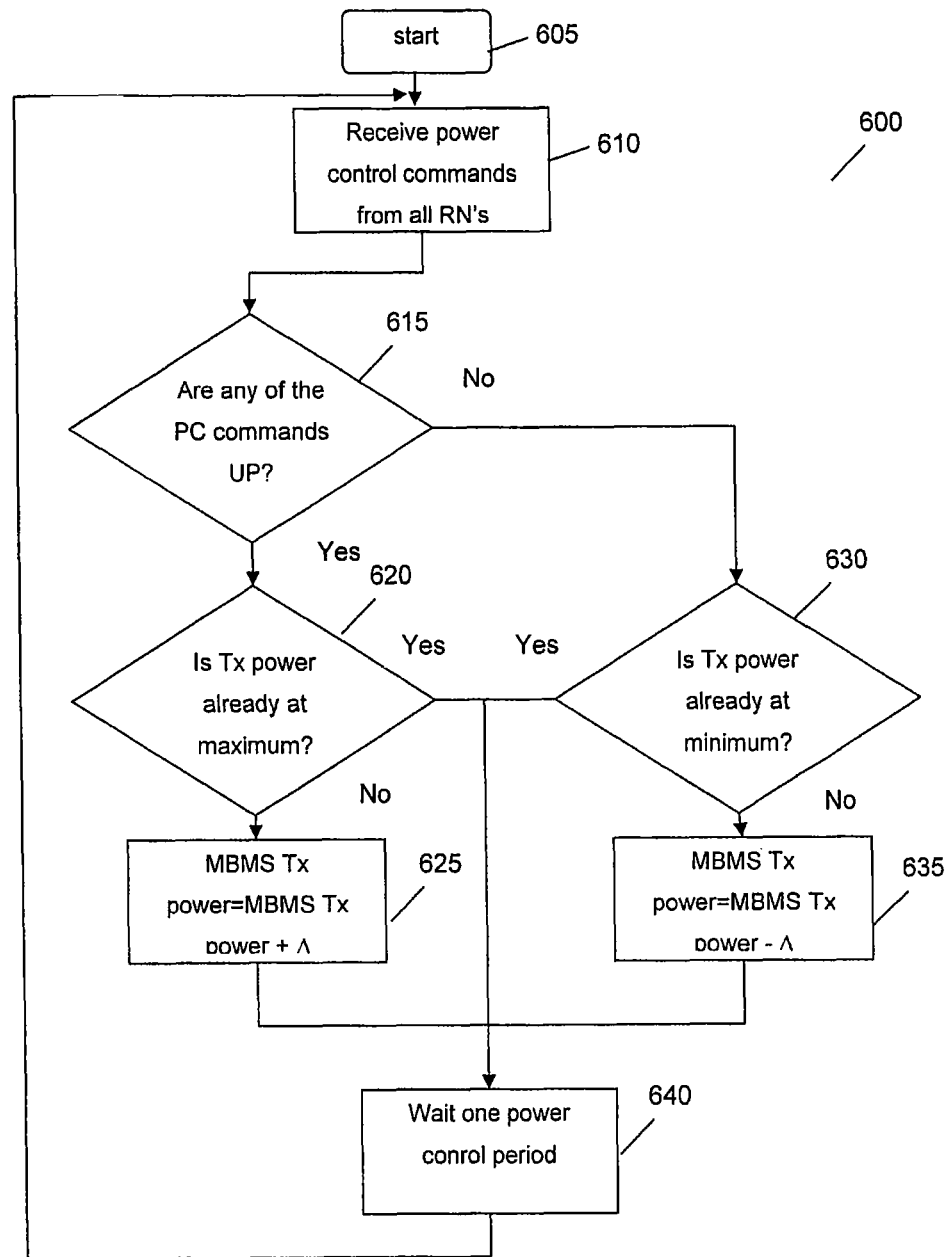 start
605
600
Receive power
control commands
from all RN's
610
615
Are any of the
PC commands
UP?
No
Yes
620
630
Is Tx power
already at
maximum?
Yes
Yes
Is Tx power
already at
minimum?
No
No
MBMS Tx
power=MBMS Tx
power + Δ
625
MBMS Tx
power=MBMS Tx
power - Δ
635
Wait one power
conrol period
640